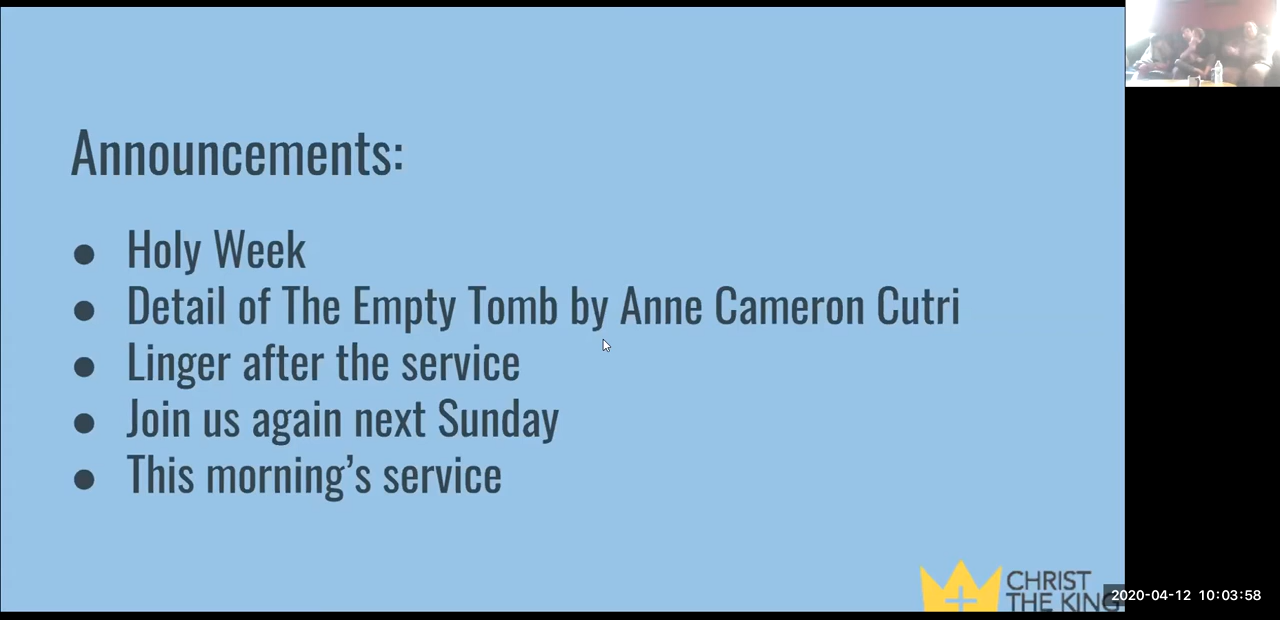 Announcements:
● Holy Week
● Detail of The Empty Tomb by Anne Cameron Cutri
● Linger after the service
● Join us again next Sunday
● This morning’s service
CHRIST
THE KING
2020-04-12 10:03:58